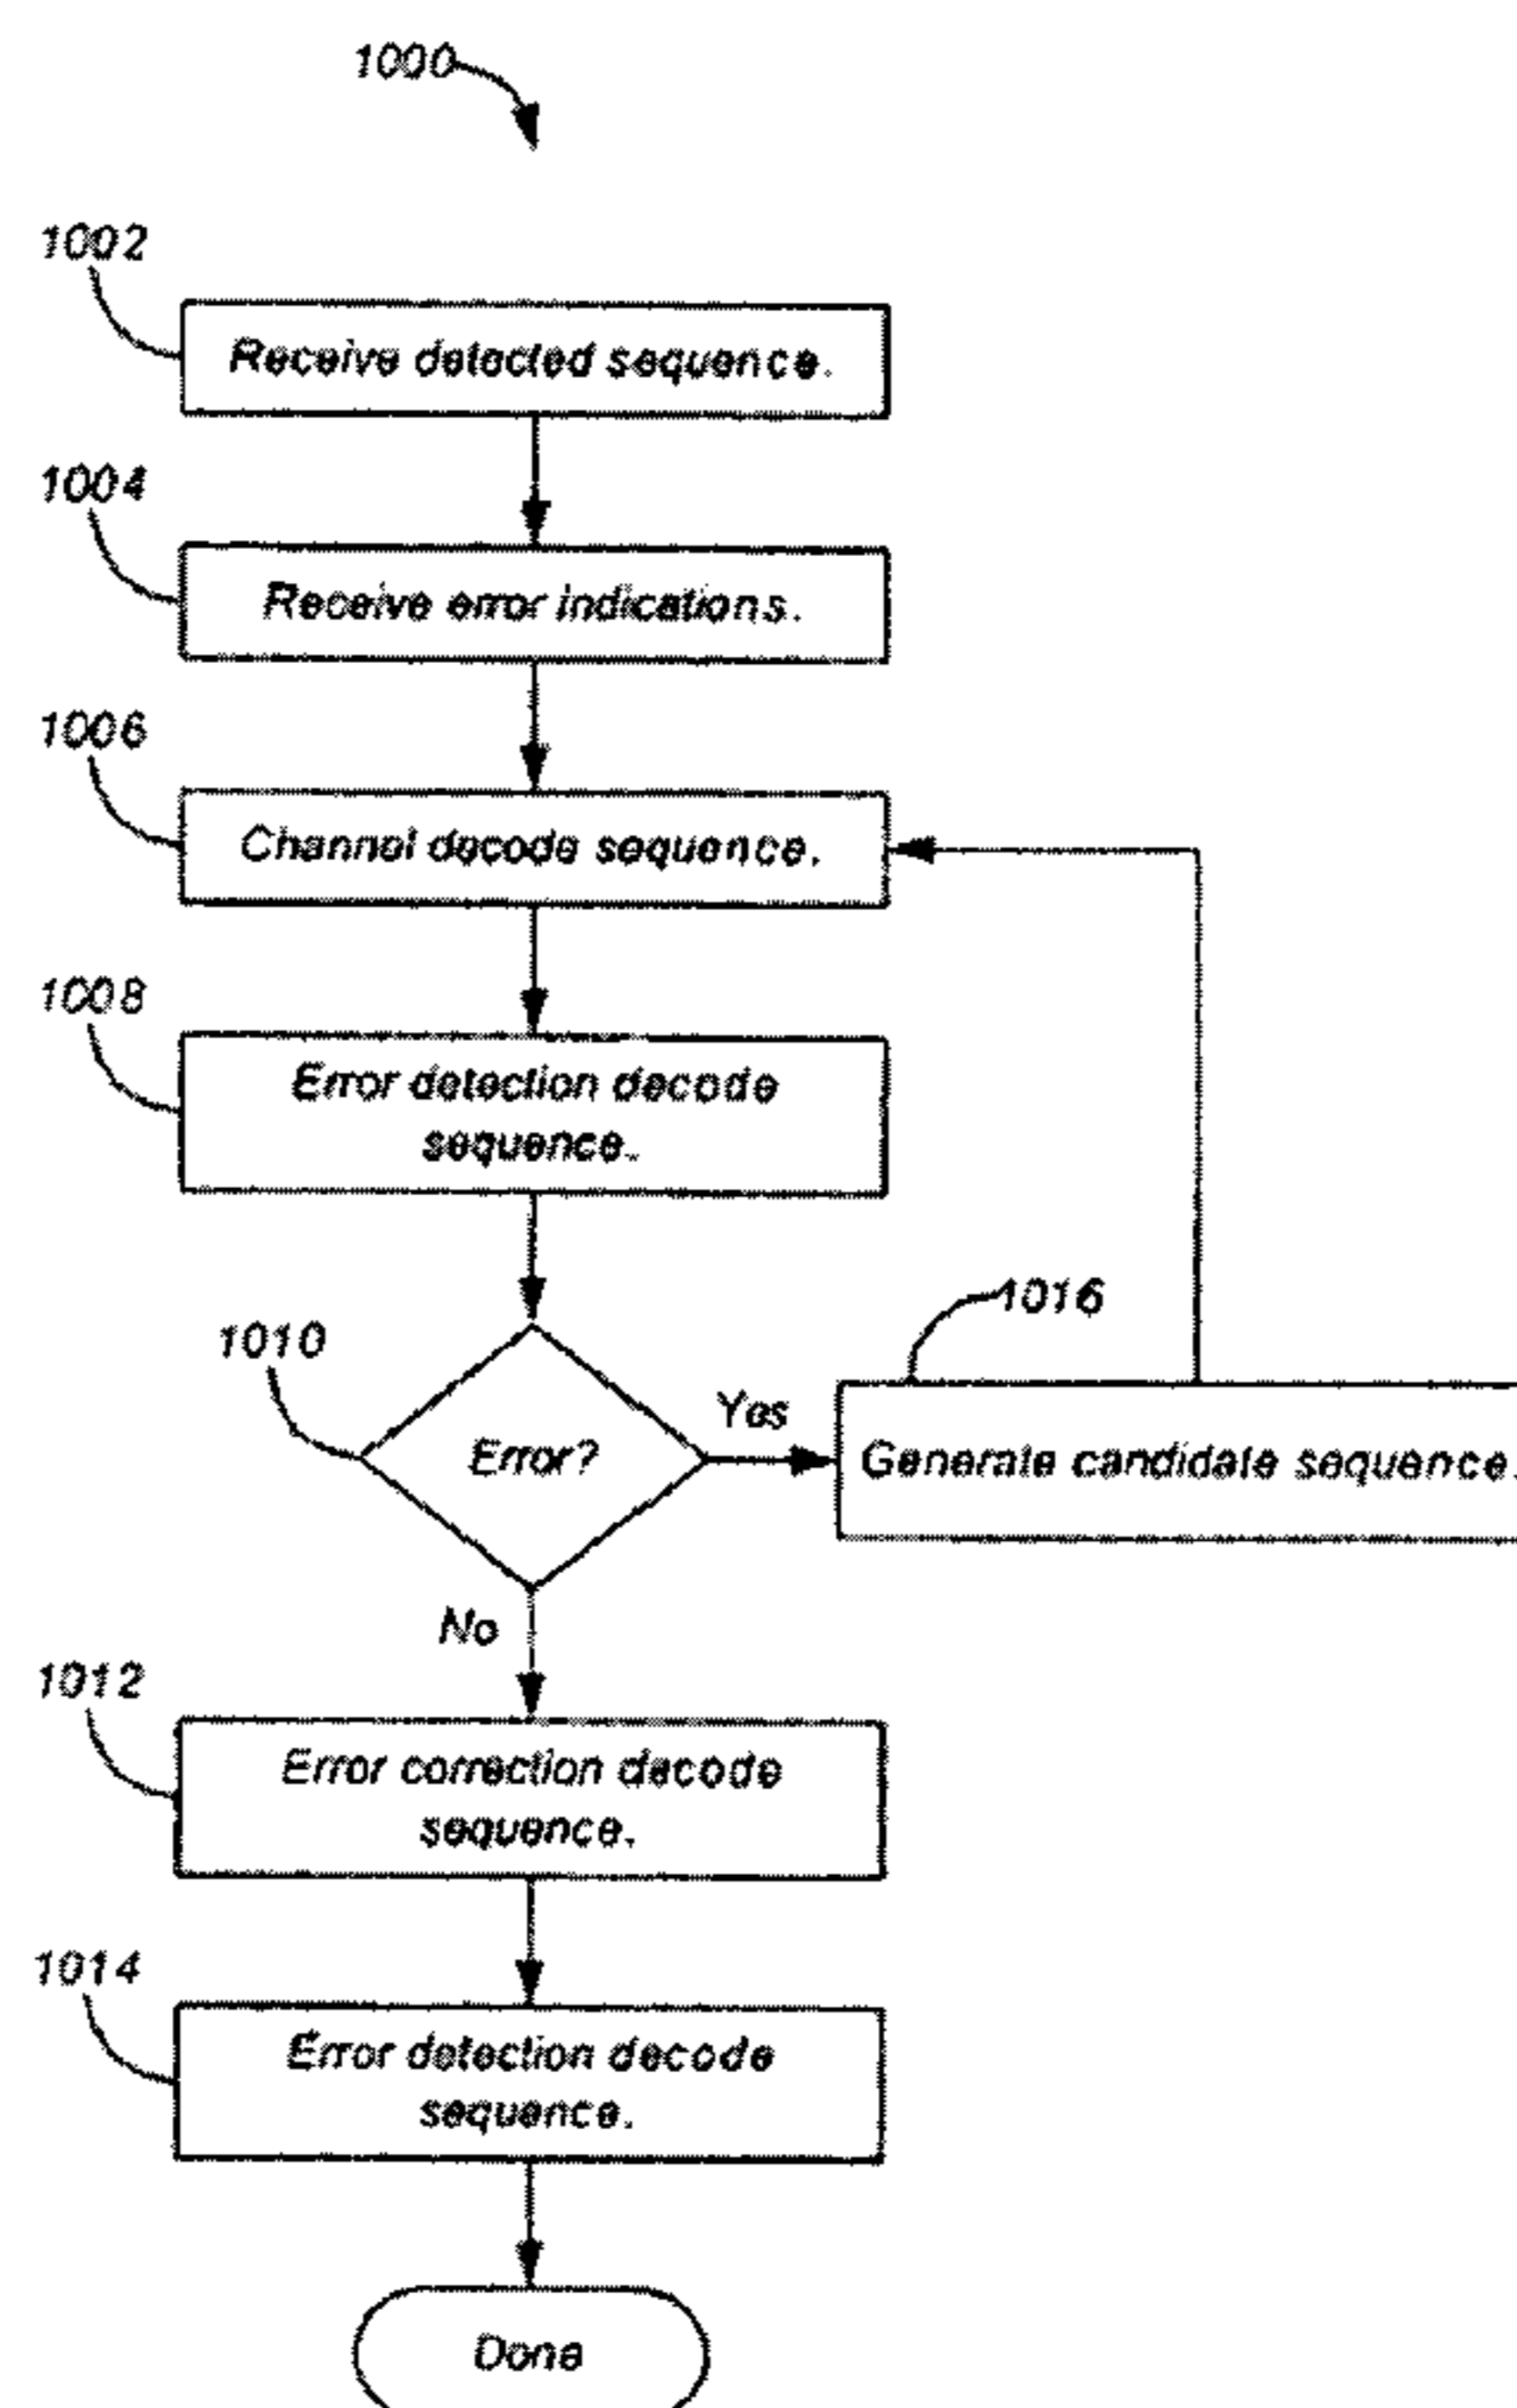 1000
1002
Receive detected sequence.
1004
Receive error indications.
1006
Channel decode sequence.
1008
Error detection decode
sequence.
1010
Error?
Yes
1016
Generate candidate sequence.
No
1012
Error correction decode
sequence.
1014
Error detection decode
sequence.
Done